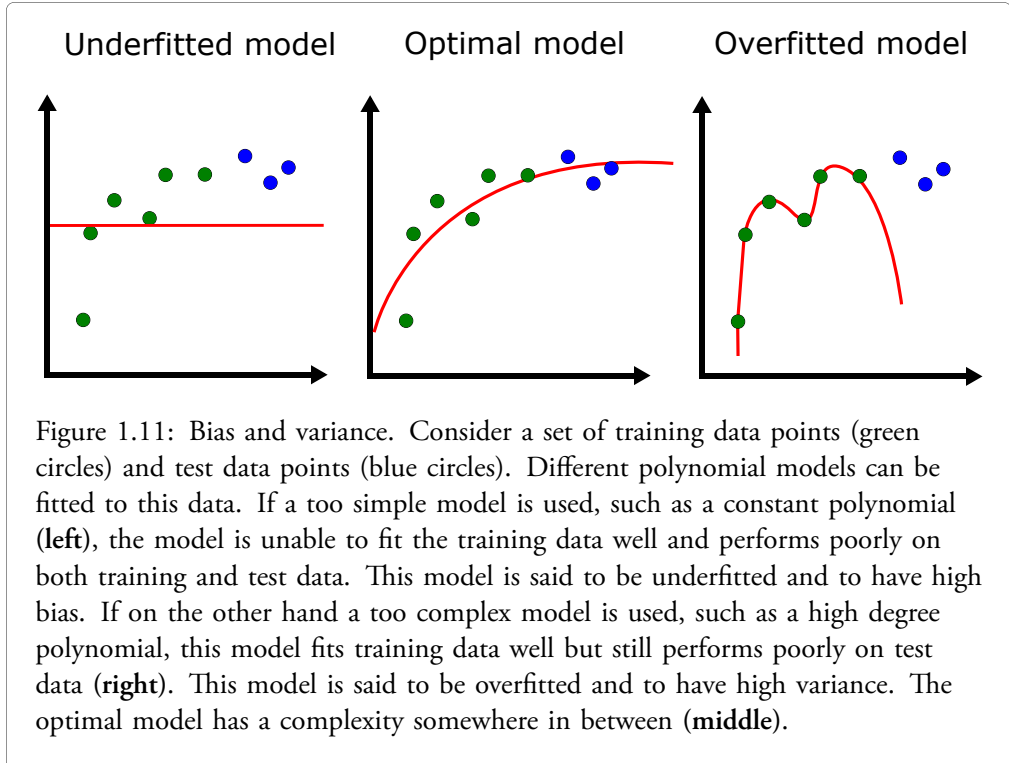 Underfitted model
Optimal model
Overfitted model
Figure 1.11: Bias and variance. Consider a set of training data points (green
circles) and test data points (blue circles). Different polynomial models can be
fitted to this data. If a too simple model is used, such as a constant polynomial
(left), the model is unable to fit the training data well and performs poorly on
both training and test data. This model is said to be underfitted and to have high
bias. If on the other hand a too complex model is used, such as a high degree
polynomial, this model fits training data well but still performs poorly on test
data (right). This model is said to be overfitted and to have high variance. The
optimal model has a complexity somewhere in between (middle).